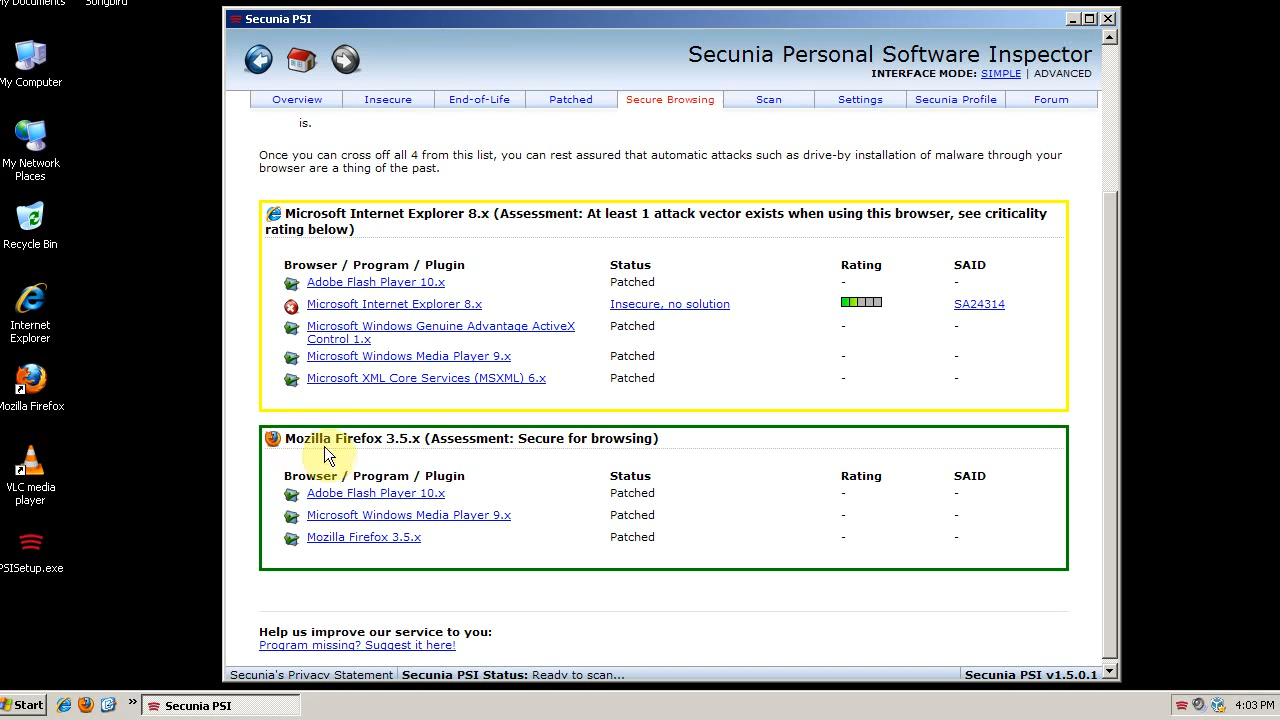 My Documents
Songbird
Secunia PSI
Secunia Personal Software Inspector
INTERFACE MODE: SIMPLE | ADVANCED
Overview
Insecure
End-of-Life
Patched
Secure Browsing
Scan
Settings
Secunia Profile
Forum
is.
Once you can cross off all 4 from this list, you can rest assured that automatic attacks such as drive-by installation of malware through your
browser are a thing of the past.
Microsoft Internet Explorer 8.x (Assessment: At least 1 attack vector exists when using this browser, see criticality
rating below)
Browser / Program / Plugin Status Rating SAID
Adobe Flash Player 10.x Patched - -
Microsoft Internet Explorer 8.x Insecure, no solution SA24314
Microsoft Windows Genuine Advantage ActiveX Patched - -
Control 1.x
Microsoft Windows Media Player 9.x Patched - -
Microsoft XML Core Services (MSXML) 6.x Patched - -
Mozilla Firefox 3.5.x (Assessment: Secure for browsing)
Browser / Program / Plugin Status Rating SAID
Adobe Flash Player 10.x Patched - -
Microsoft Windows Media Player 9.x Patched - -
Mozilla Firefox 3.5.x Patched - -
Help us improve our service to you:
Program missing? Suggest it here!
Secunia's Privacy Statement
Secunia PSI Status: Ready to scan...
Secunia PSI v1.5.0.1
My Computer
My Network
Places
Recycle Bin
Internet
Explorer
Mozilla Firefox
VLC media
player
PSISetup.exe
Start
»
Secunia PSI
4:03 PM